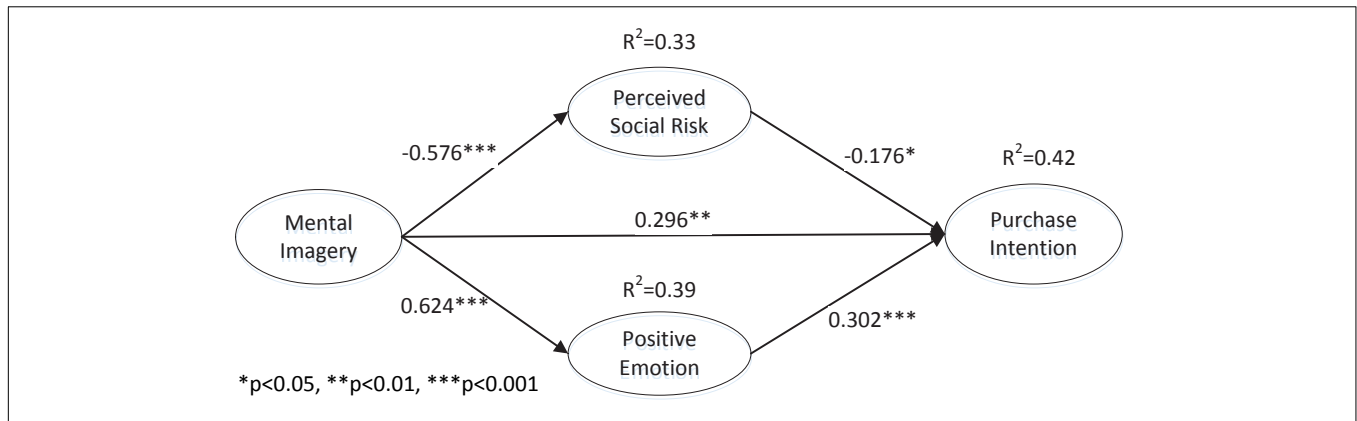 R²=0.33
Perceived
Social Risk
-0.576***
-0.176*
R²=0.42
Mental
Imagery
0.296**
Purchase
Intention
0.624***
R²=0.39
0.302***
Positive
Emotion
*p<0.05, **p<0.01, ***p<0.001